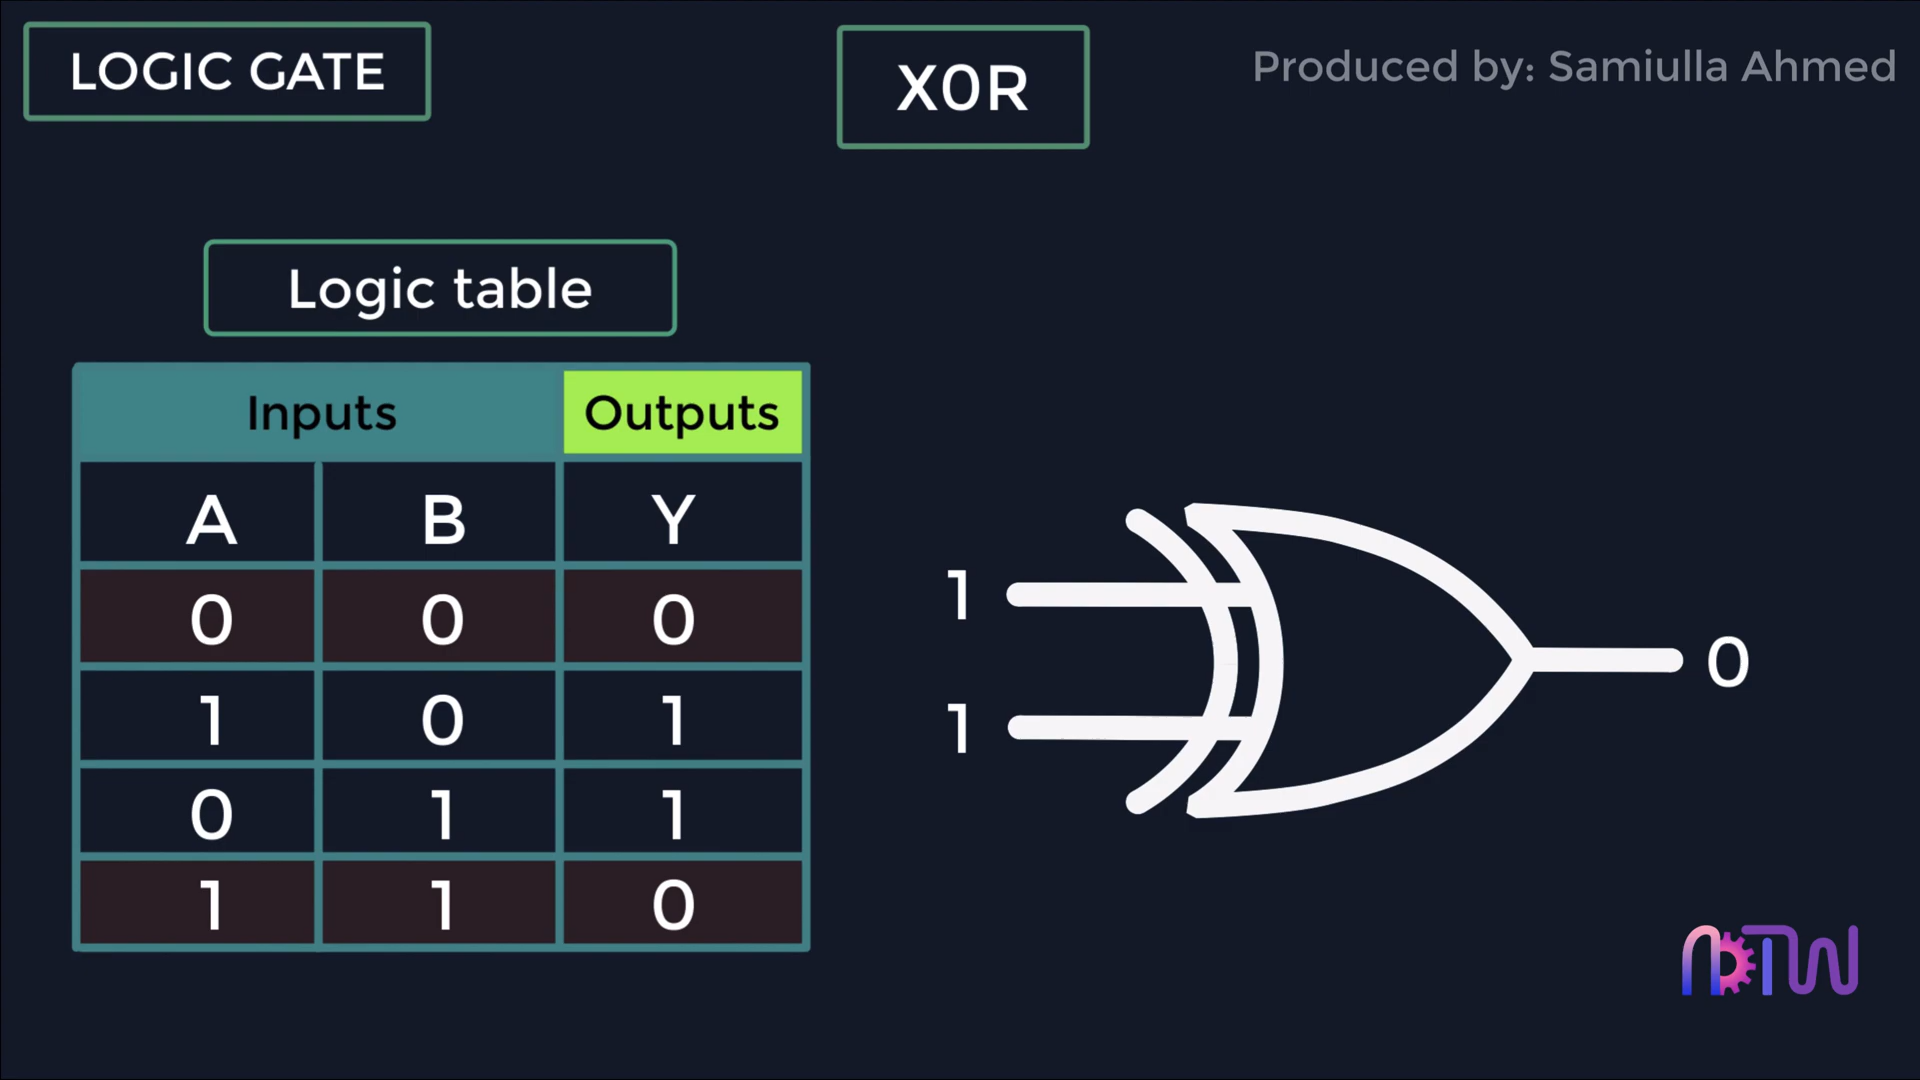 LOGIC GATE
X0R
Produced by: Samiulla Ahmed
Logic table
Inputs Outputs
A B Y
0 0 0
1 0 1
0 1 1
1 1 0
1
1
0